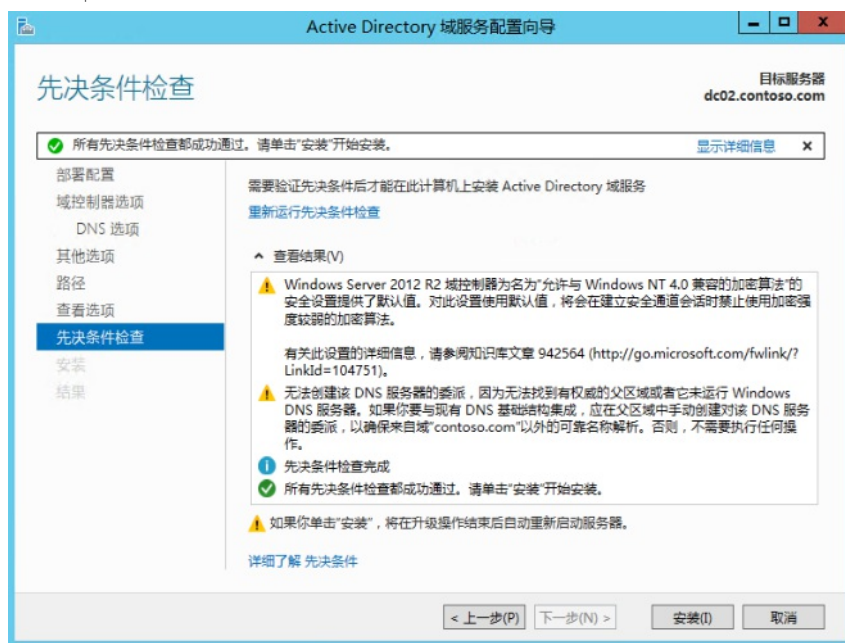 Active Directory 域服务配置向导
先决条件检查
目标服务器
dc02.contoso.com
所有先决条件检查都成功通过。请单击"安装"开始安装。
显示详细信息
部署配置
域控制器选项
DNS 选项
其他选项
路径
查看选项
先决条件检查
安装
结果
需要验证先决条件后才能在此计算机上安装 Active Directory 域服务
重新运行先决条件检查
查看结果(V)
Windows Server 2012 R2 域控制器为名为"允许与 Windows NT 4.0 兼容的加密算法"的
安全设置提供了默认值。对此设置使用默认值，将会在建立安全通道会话时禁止使用加密强
度较弱的加密算法。
有关此设置的详细信息，请参阅知识库文章 942564 (http://go.microsoft.com/fwlink/?
LinkId=104751)。
无法创建该 DNS 服务器的委派，因为无法找到有权威的父区域或者它未运行 Windows
DNS 服务器。如果你要与现有 DNS 基础结构集成，应在父区域中手动创建对该 DNS 服务
器的委派，以确保来自域"contoso.com"以外的可靠名称解析。否则，不需要执行任何操
作。
先决条件检查完成
所有先决条件检查都成功通过。请单击"安装"开始安装。
如果你单击"安装"，将在升级操作结束后自动重新启动服务器。
详细了解 先决条件
< 上一步(P)
下一步(N) >
安装(I)
取消